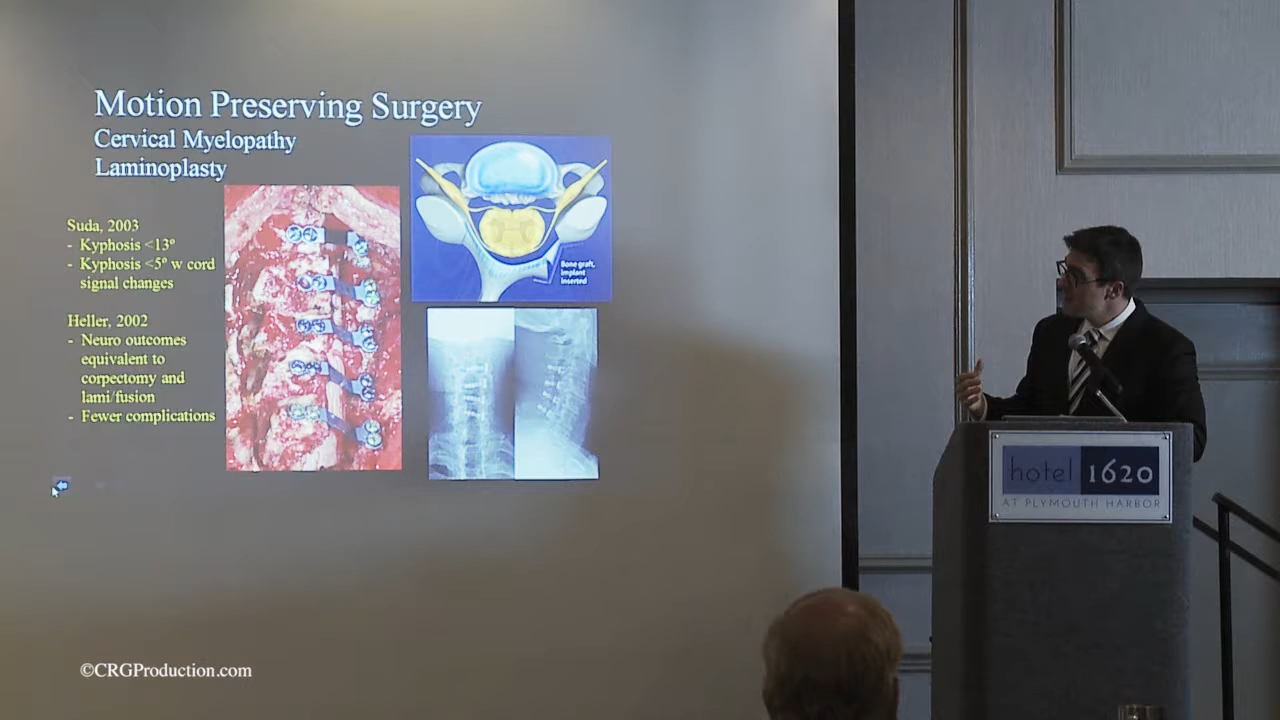 Motion Preserving Surgery
Cervical Myelopathy
Laminoplasty
Suda, 2003
- Kyphosis <13º
- Kyphosis <5º w cord
signal changes
Heller, 2002
- Neuro outcomes
equivalent to
corpectomy and
lami/fusion
- Fewer complications
Bone graft,
Implant
Inserted
hotel 1620
AT PLYMOUTH HARBOR
©CRGProduction.com